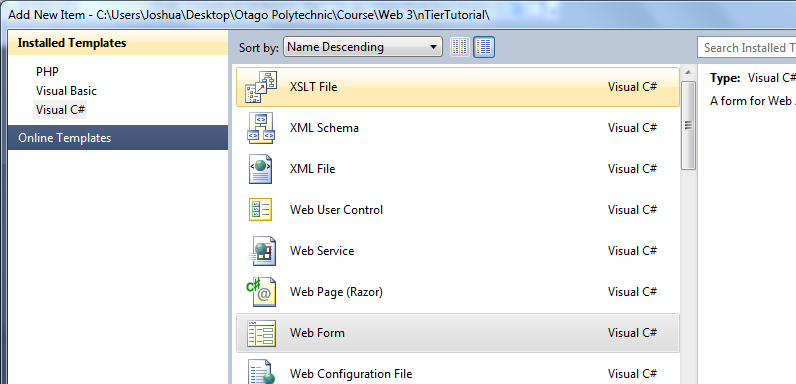 Add New Item - C:\Users\Joshua\Desktop\Otago Polytechnic\Course\Web 3\nTierTutorial\
Installed Templates
PHP
Visual Basic
Visual C#
Online Templates
Sort by: Name Descending
Search Installed T
XSLT File Visual C#
XML Schema Visual C#
XML File Visual C#
Web User Control Visual C#
Web Service Visual C#
Web Page (Razor) Visual C#
Web Form Visual C#
Web Configuration File Visual C#
Type: Visual C#
A form for Web